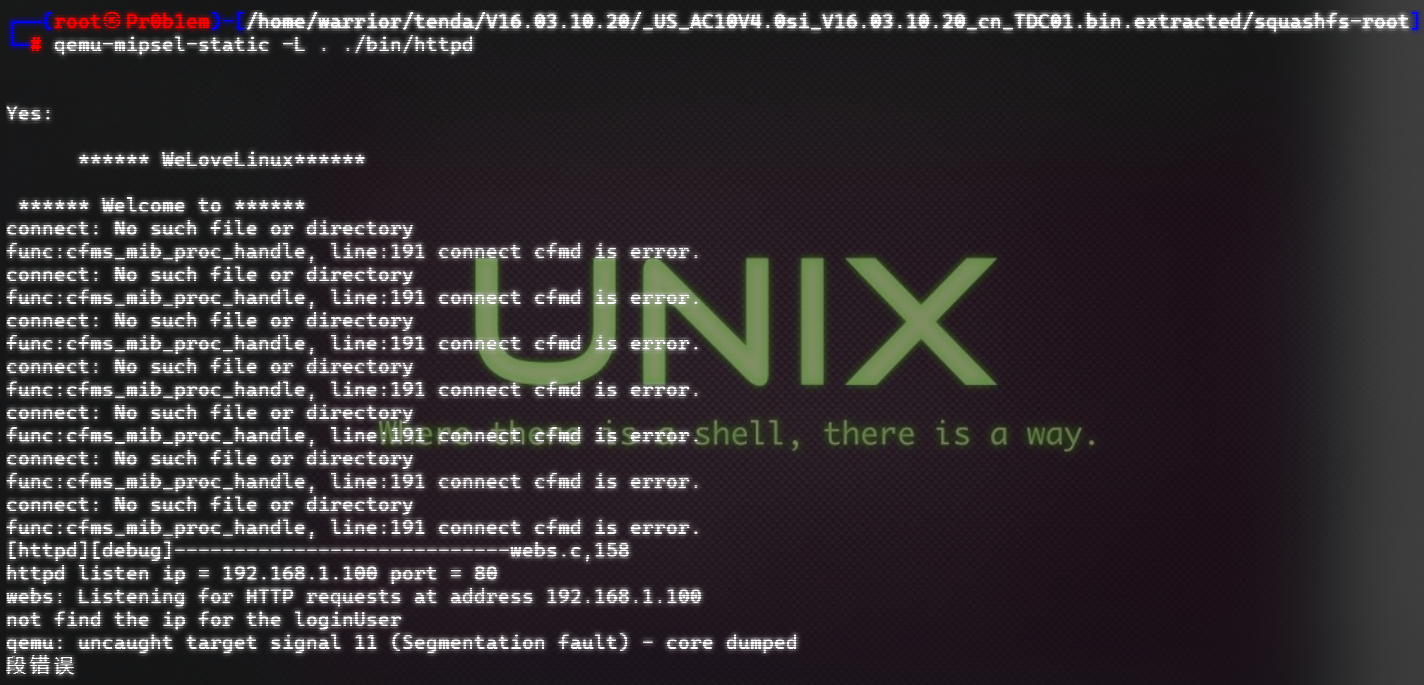 ┌──(root㉿Pr0blem)-[/home/warrior/tenda/V16.03.10.20/_US_AC10V4.0si_V16.03.10.20_cn_TDC01.bin.extracted/squashfs-root]
└─# qemu-mipsel-static -L . ./bin/httpd
Yes:
****** WeLoveLinux******
****** Welcome to ******
connect: No such file or directory
func:cfms_mib_proc_handle, line:191 connect cfmd is error.
connect: No such file or directory
func:cfms_mib_proc_handle, line:191 connect cfmd is error.
connect: No such file or directory
func:cfms_mib_proc_handle, line:191 connect cfmd is error.
connect: No such file or directory
func:cfms_mib_proc_handle, line:191 connect cfmd is error.
connect: No such file or directory
func:cfms_mib_proc_handle, line:191 connect cfmd is error.
connect: No such file or directory
func:cfms_mib_proc_handle, line:191 connect cfmd is error.
connect: No such file or directory
func:cfms_mib_proc_handle, line:191 connect cfmd is error.
[httpd][debug]----------------------------webs.c,158
httpd listen ip = 192.168.1.100 port = 80
webs: Listening for HTTP requests at address 192.168.1.100
not find the ip for the loginUser
qemu: uncaught target signal 11 (Segmentation fault) - core dumped
段错误
UNIX
Where there is a shell, there is a way.